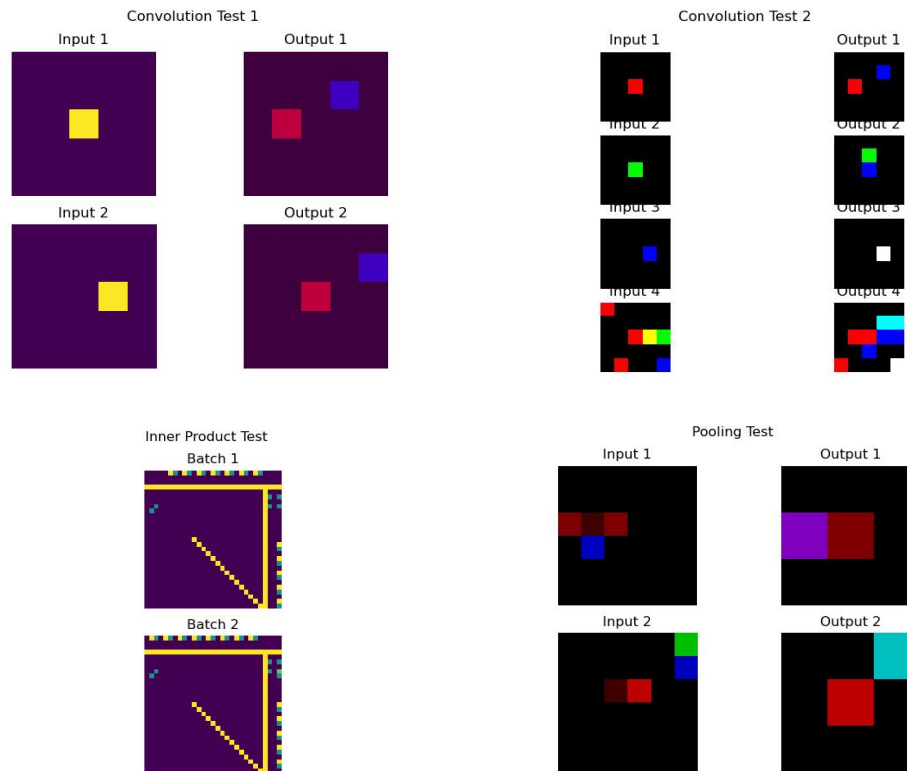 Convolution Test 1
Input 1
Output 1
Input 2
Output 2
Convolution Test 2
Input 1
Output 1
Input 2
Output 2
Input 3
Output 3
Input 4
Output 4
Inner Product Test
Batch 1
Batch 2
Pooling Test
Input 1
Output 1
Input 2
Output 2